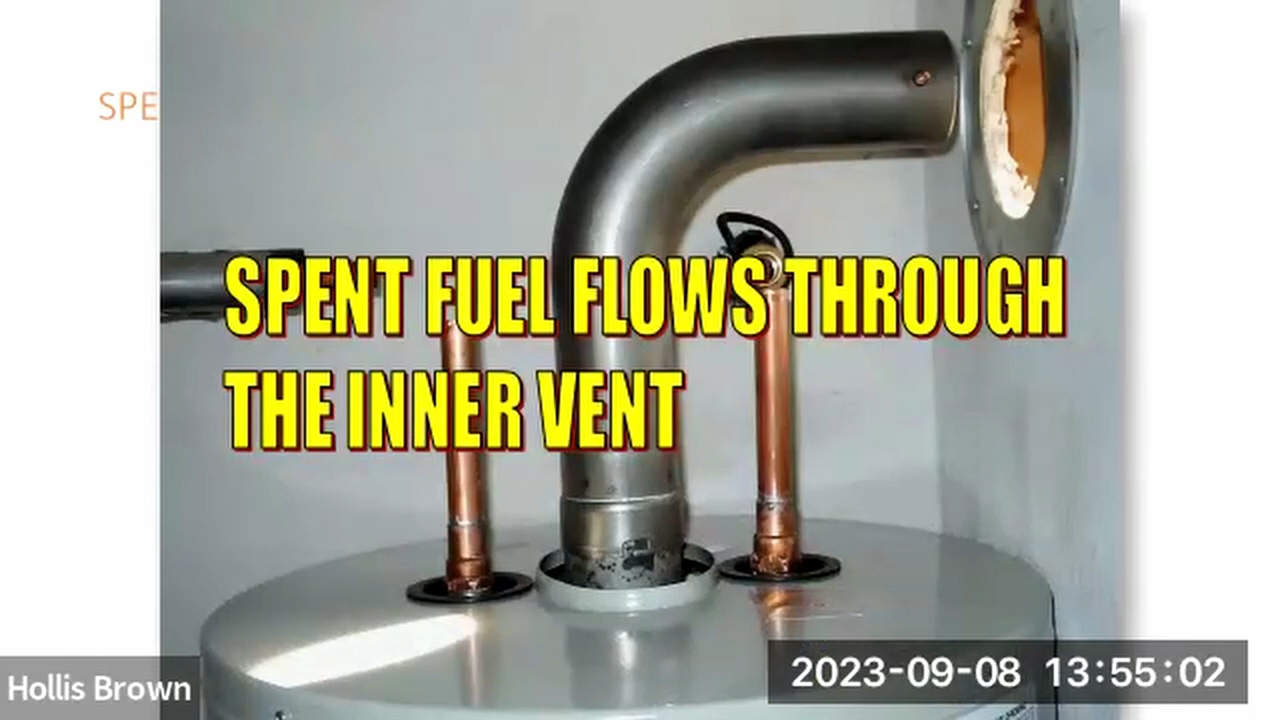 SPE
SPENT FUEL FLOWS THROUGH
THE INNER VENT
Hollis Brown
2023-09-08 13:55:02